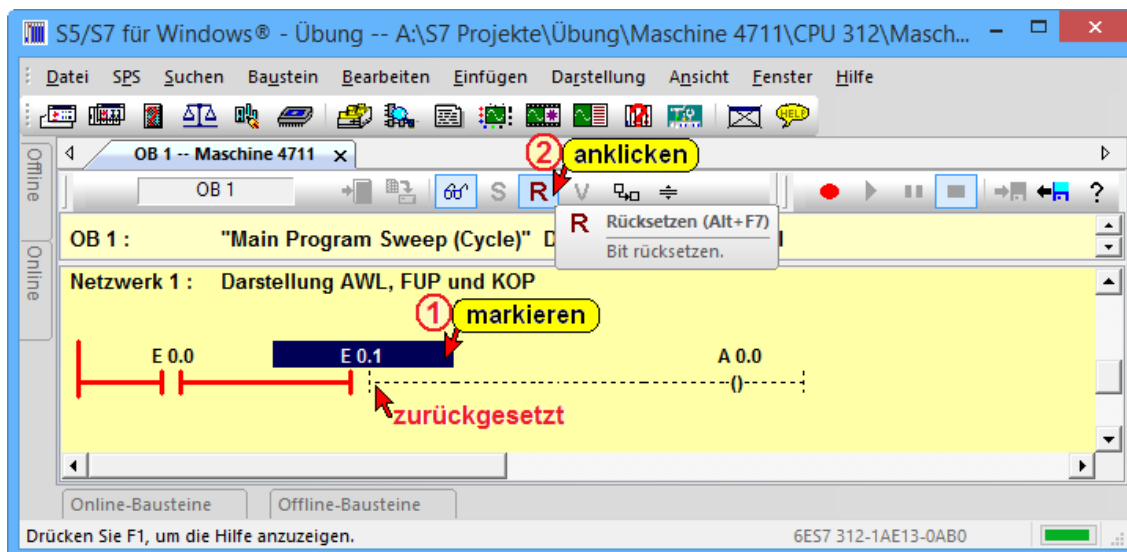 S5/S7 für Windows® - Übung -- A:\S7 Projekte\Übung\Maschine 4711\CPU 312\Masch...
Datei SPS Suchen Baustein Bearbeiten Einfügen Darstellung Ansicht Fenster Hilfe
HELP
Offline
Online
OB 1 -- Maschine 4711 x
2 anklicken
OB 1
S R V
?
R Rücksetzen (Alt+F7)
Bit rücksetzen.
OB 1 : "Main Program Sweep (Cycle)"
Netzwerk 1 : Darstellung AWL, FUP und KOP
1 markieren
E 0.0 E 0.1 A 0.0
()
zurückgesetzt
Online-Bausteine Offline-Bausteine
Drücken Sie F1, um die Hilfe anzuzeigen. 6ES7 312-1AE13-0AB0